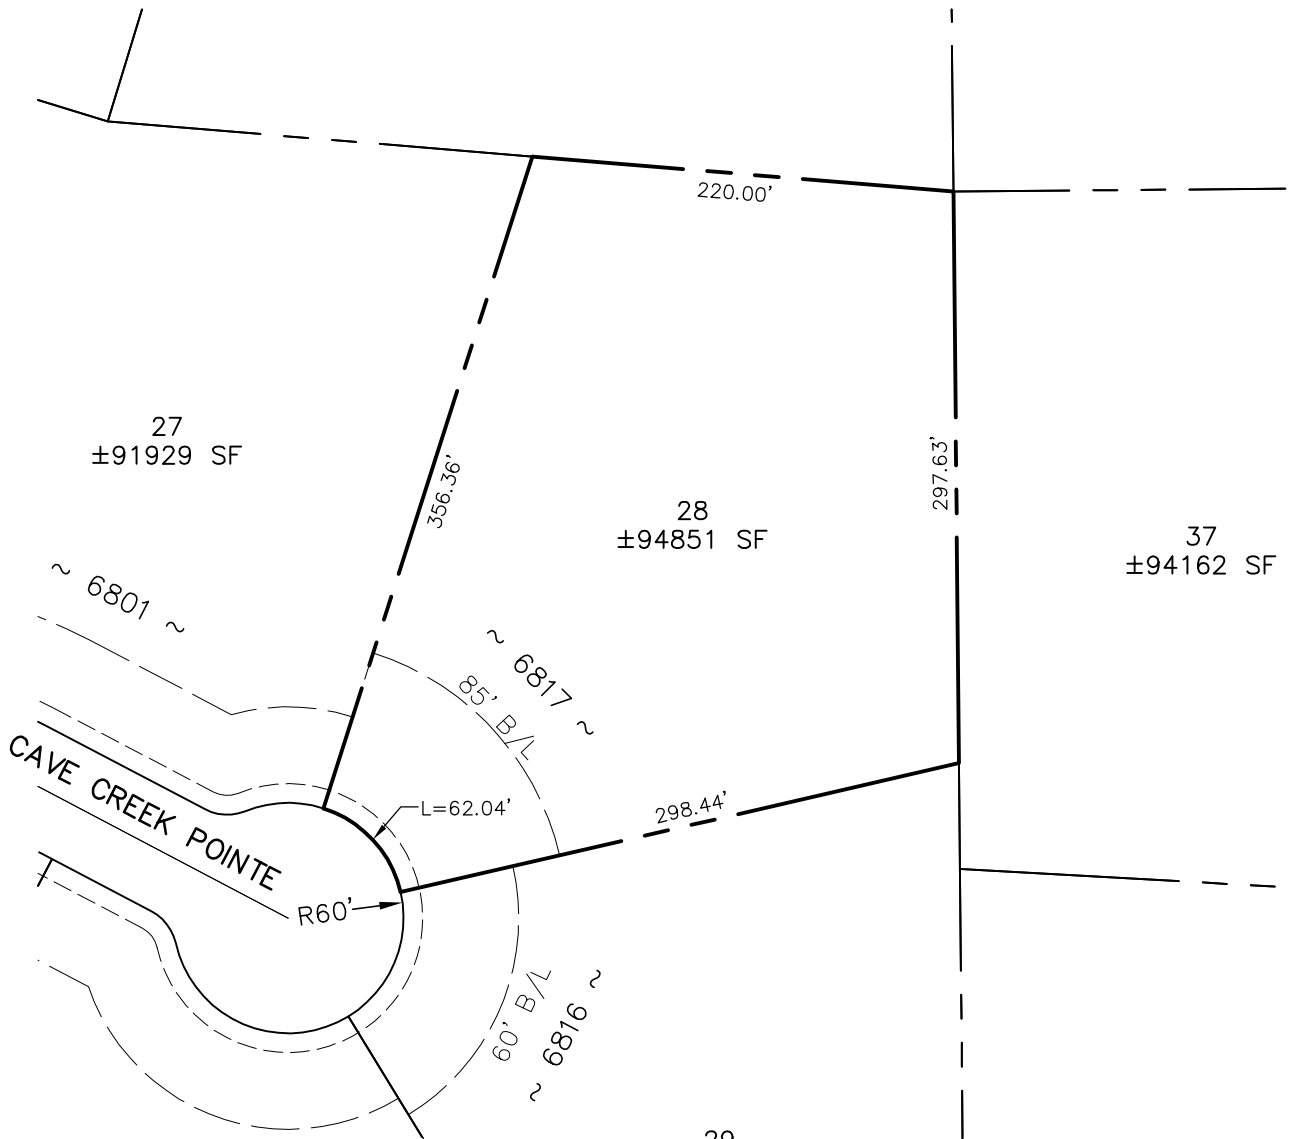 220.00'
27
±91929 SF
356.36'
297.63'
28
±94851 SF
37
±94162 SF
~ 6801 ~
~ 6817 ~
85' B/L
CAVE CREEK POINTE
L=62.04'
298.44'
R60'
60' B/L
~ 6816 ~
29